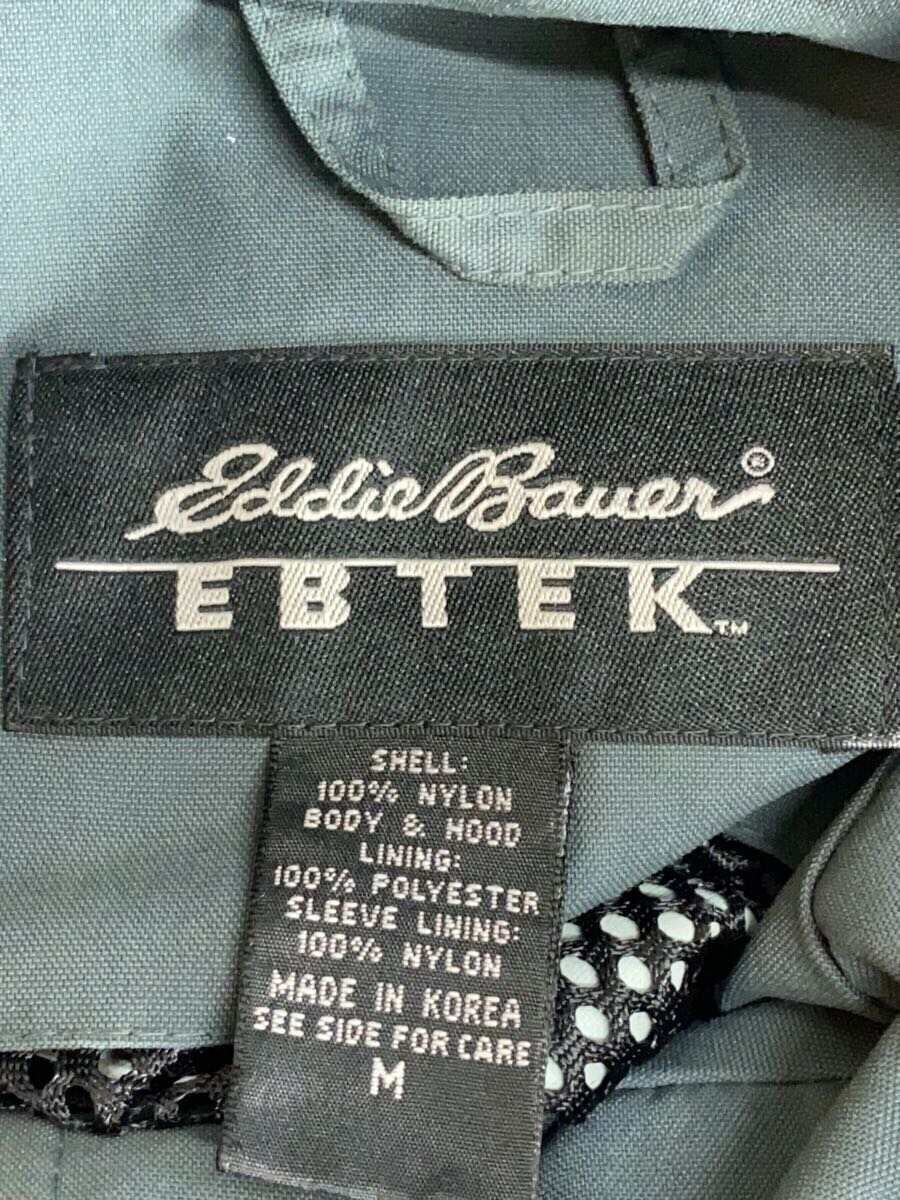 Eddie Bauer®
EBTEK™
SHELL:
100% NYLON
BODY & HOOD
LINING:
100% POLYESTER
SLEEVE LINING:
100% NYLON
MADE IN KOREA
SEE SIDE FOR CARE
M